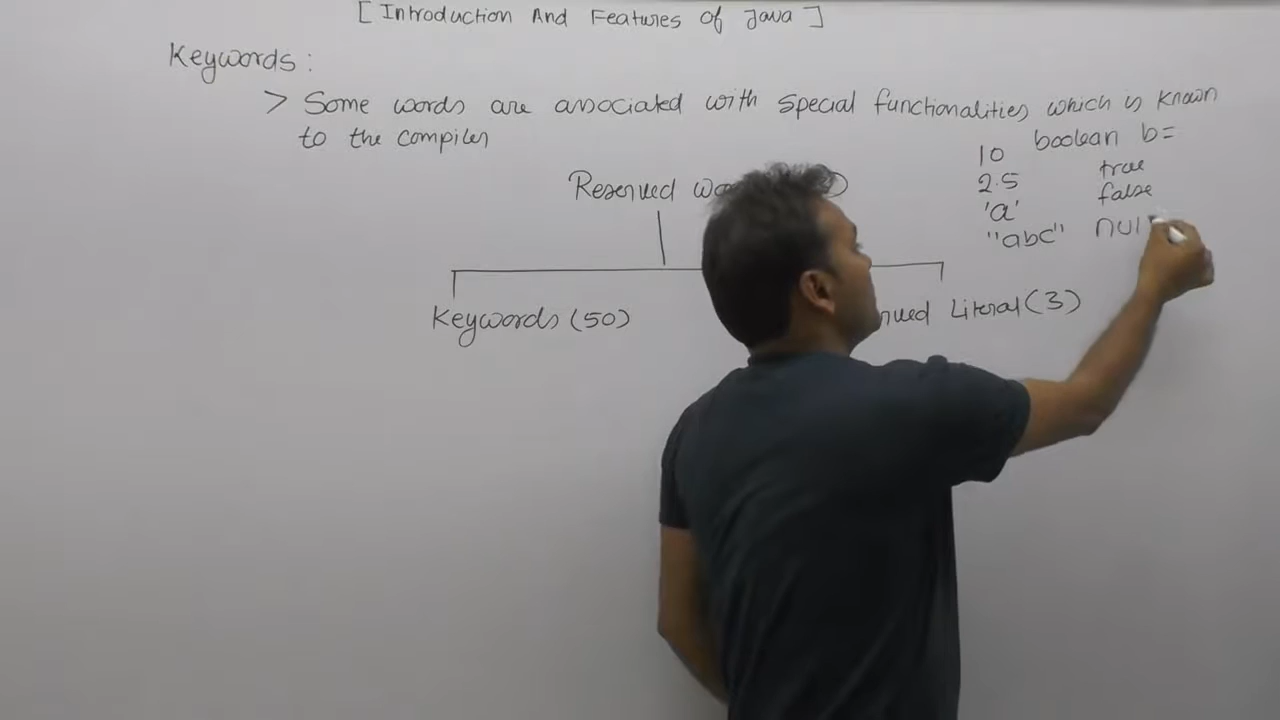 [ Introduction And Features of Java ]
Keywords :
> Some words are associated with special functionalities which is known
to the compiler
10 boolean b=
2.5 true
'a' false
"abc" nul
Reserved
Keywords (50)
Literal (3)